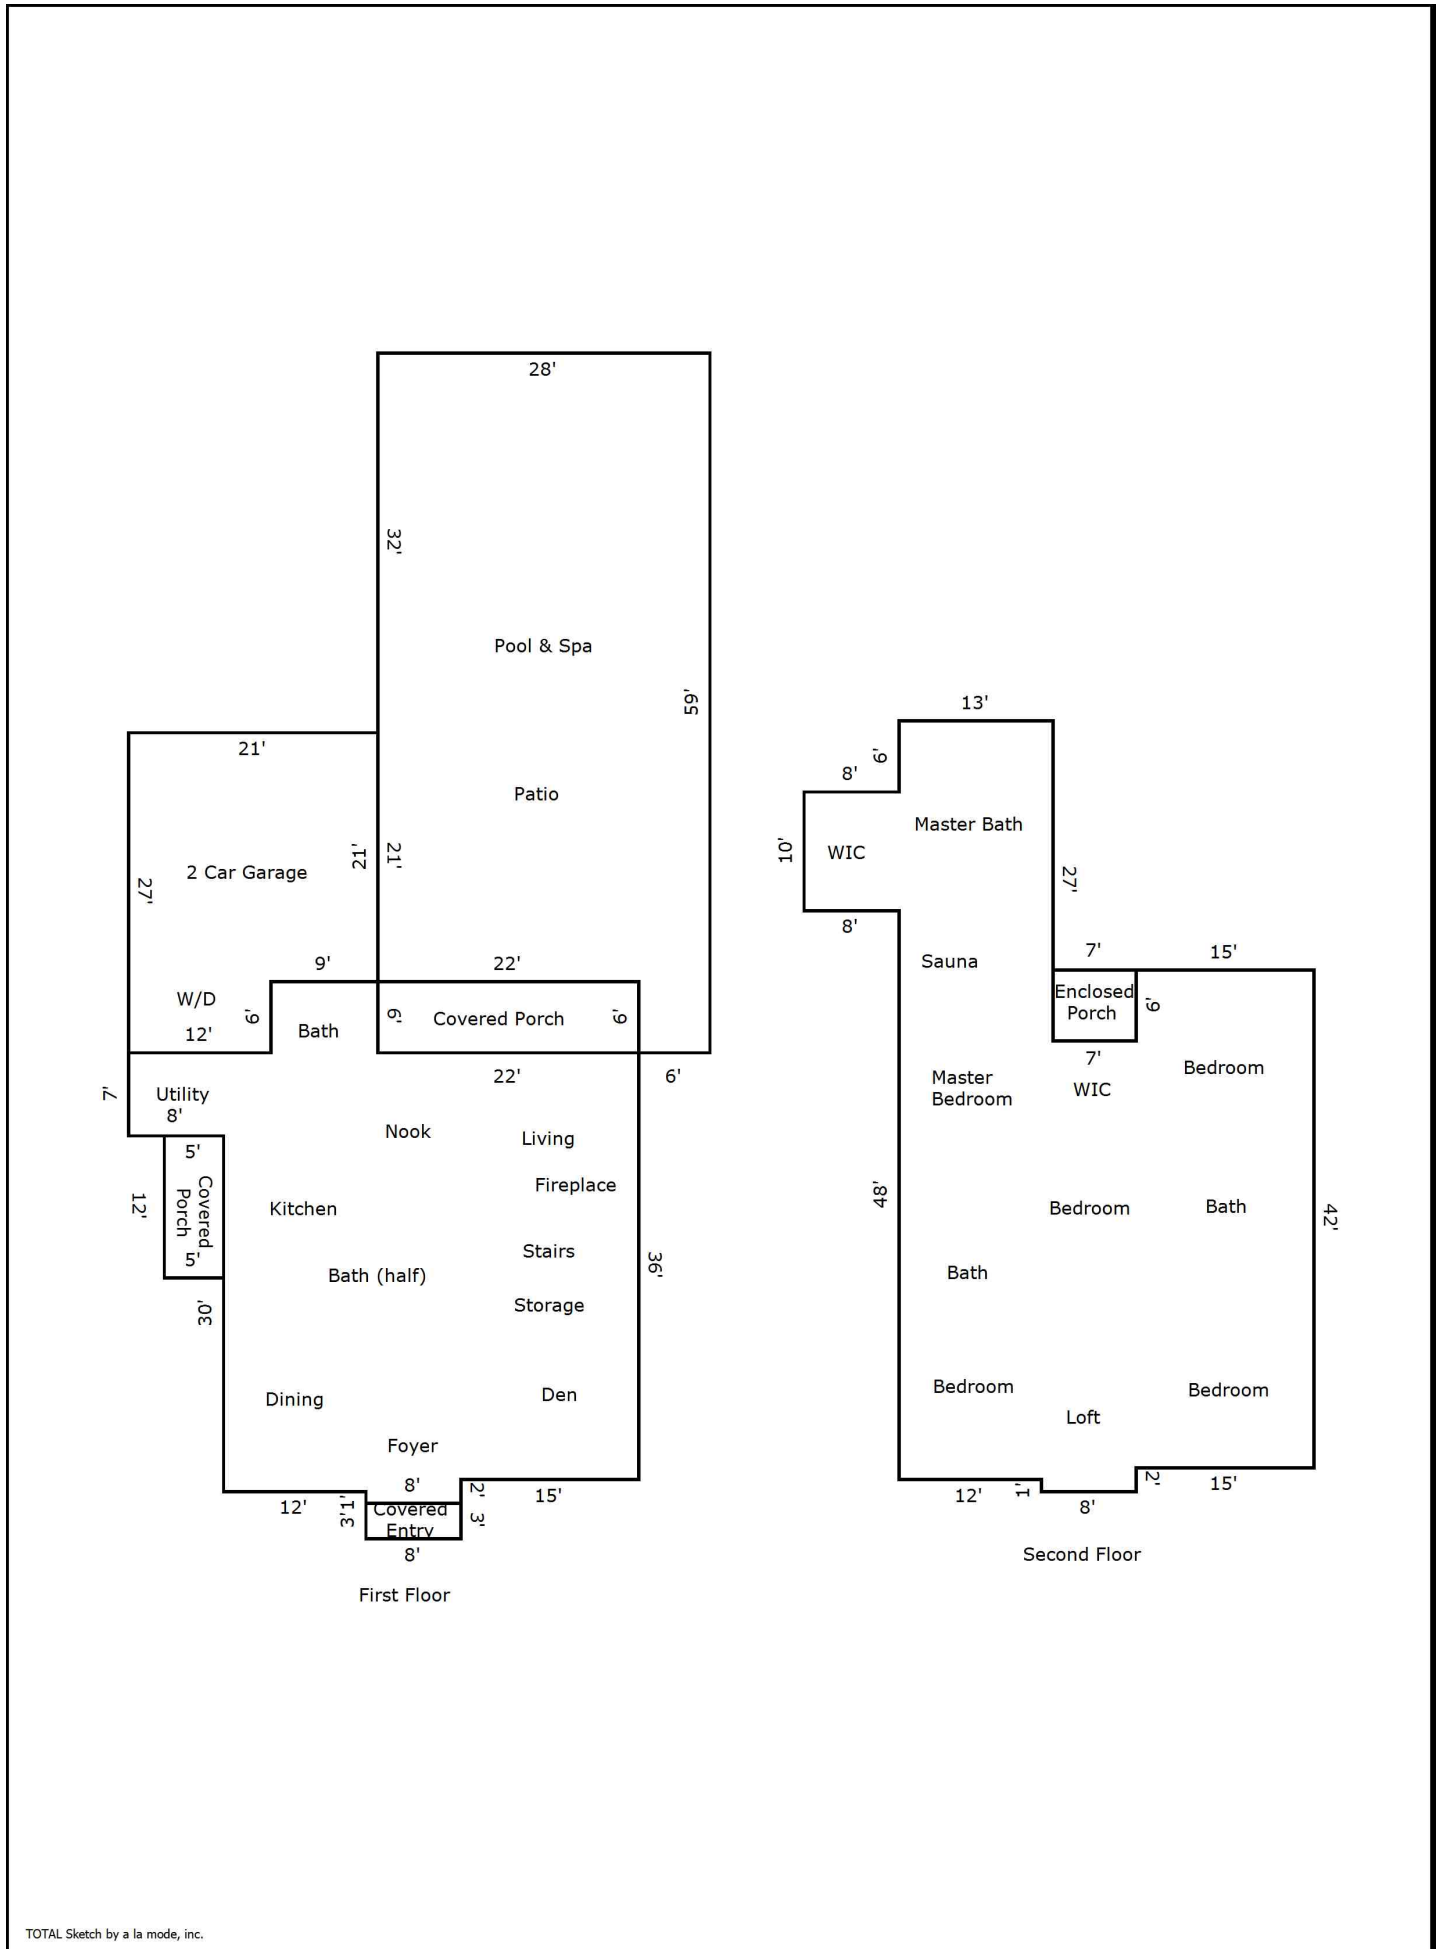 28'
32'
Pool & Spa
59'
13'
21'
6'
8'
Patio
Master Bath
21'
21'
10'
WIC
2 Car Garage
27'
27'
8'
9'
22'
7'
15'
Sauna
W/D
6'
6'
Covered Porch
6'
Enclosed
Porch
6'
12'
Bath
22'
6'
7'
Bedroom
7'
Utility
8'
Master
Bedroom
WIC
Nook
Living
5'
Fireplace
12'
Covered
Porch
Kitchen
48'
Bedroom
Bath
42'
5'
Stairs
36'
Bath (half)
Bath
30'
Storage
Dining
Den
Bedroom
Bedroom
Loft
Foyer
8'
2'
15'
12'
3'1'
Covered
Entry
3'
8'
12'
1'
8'
2'
15'
Second Floor
First Floor
TOTAL Sketch by a la mode, inc.